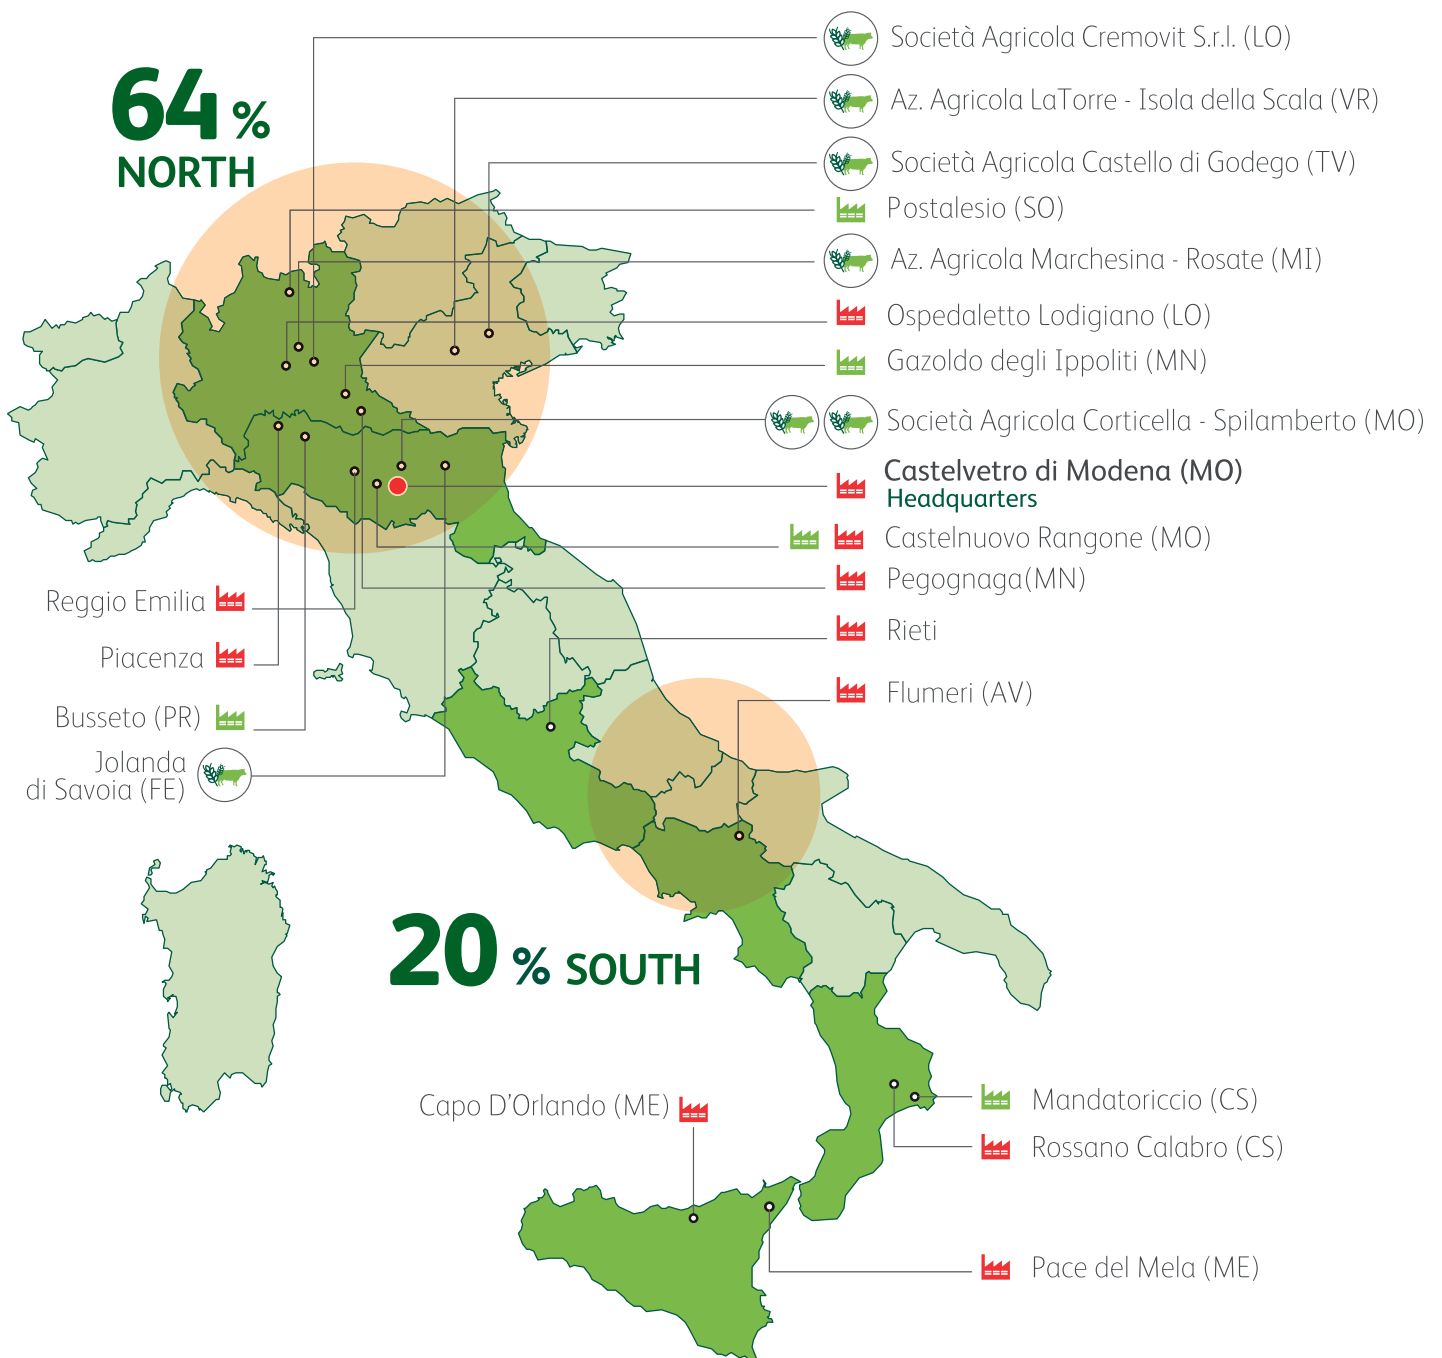 Società Agricola Cremovit S.r.l. (LO)
64 %
NORTH
Az. Agricola LaTorre - Isola della Scala (VR)
Società Agricola Castello di Godego (TV)
Postalesio (SO)
Az. Agricola Marchesina - Rosate (MI)
Ospedaletto Lodigiano (LO)
Gazoldo degli Ippoliti (MN)
Società Agricola Corticella - Spilamberto (MO)
Castelvetro di Modena (MO)
Headquarters
Castelnuovo Rangone (MO)
Pegognaga(MN)
Rieti
Flumeri (AV)
Reggio Emilia
Piacenza
Busseto (PR)
Jolanda
di Savoia (FE)
20 % SOUTH
Capo D’Orlando (ME)
Mandatoriccio (CS)
Rossano Calabro (CS)
Pace del Mela (ME)